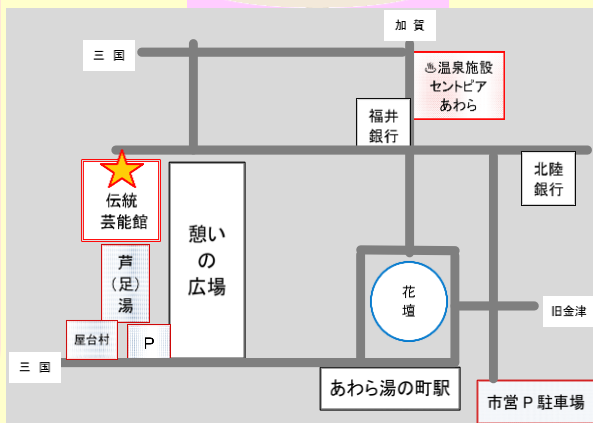 加 賀
三 国
♨温泉施設
セントピア
あわら
福井
銀行
北陸
銀行
伝統
芸能館
憩い
の
広場
芦
(足)
湯
花
壇
旧金津
屋台村
P
三 国
あわら湯の町駅
市営P駐車場